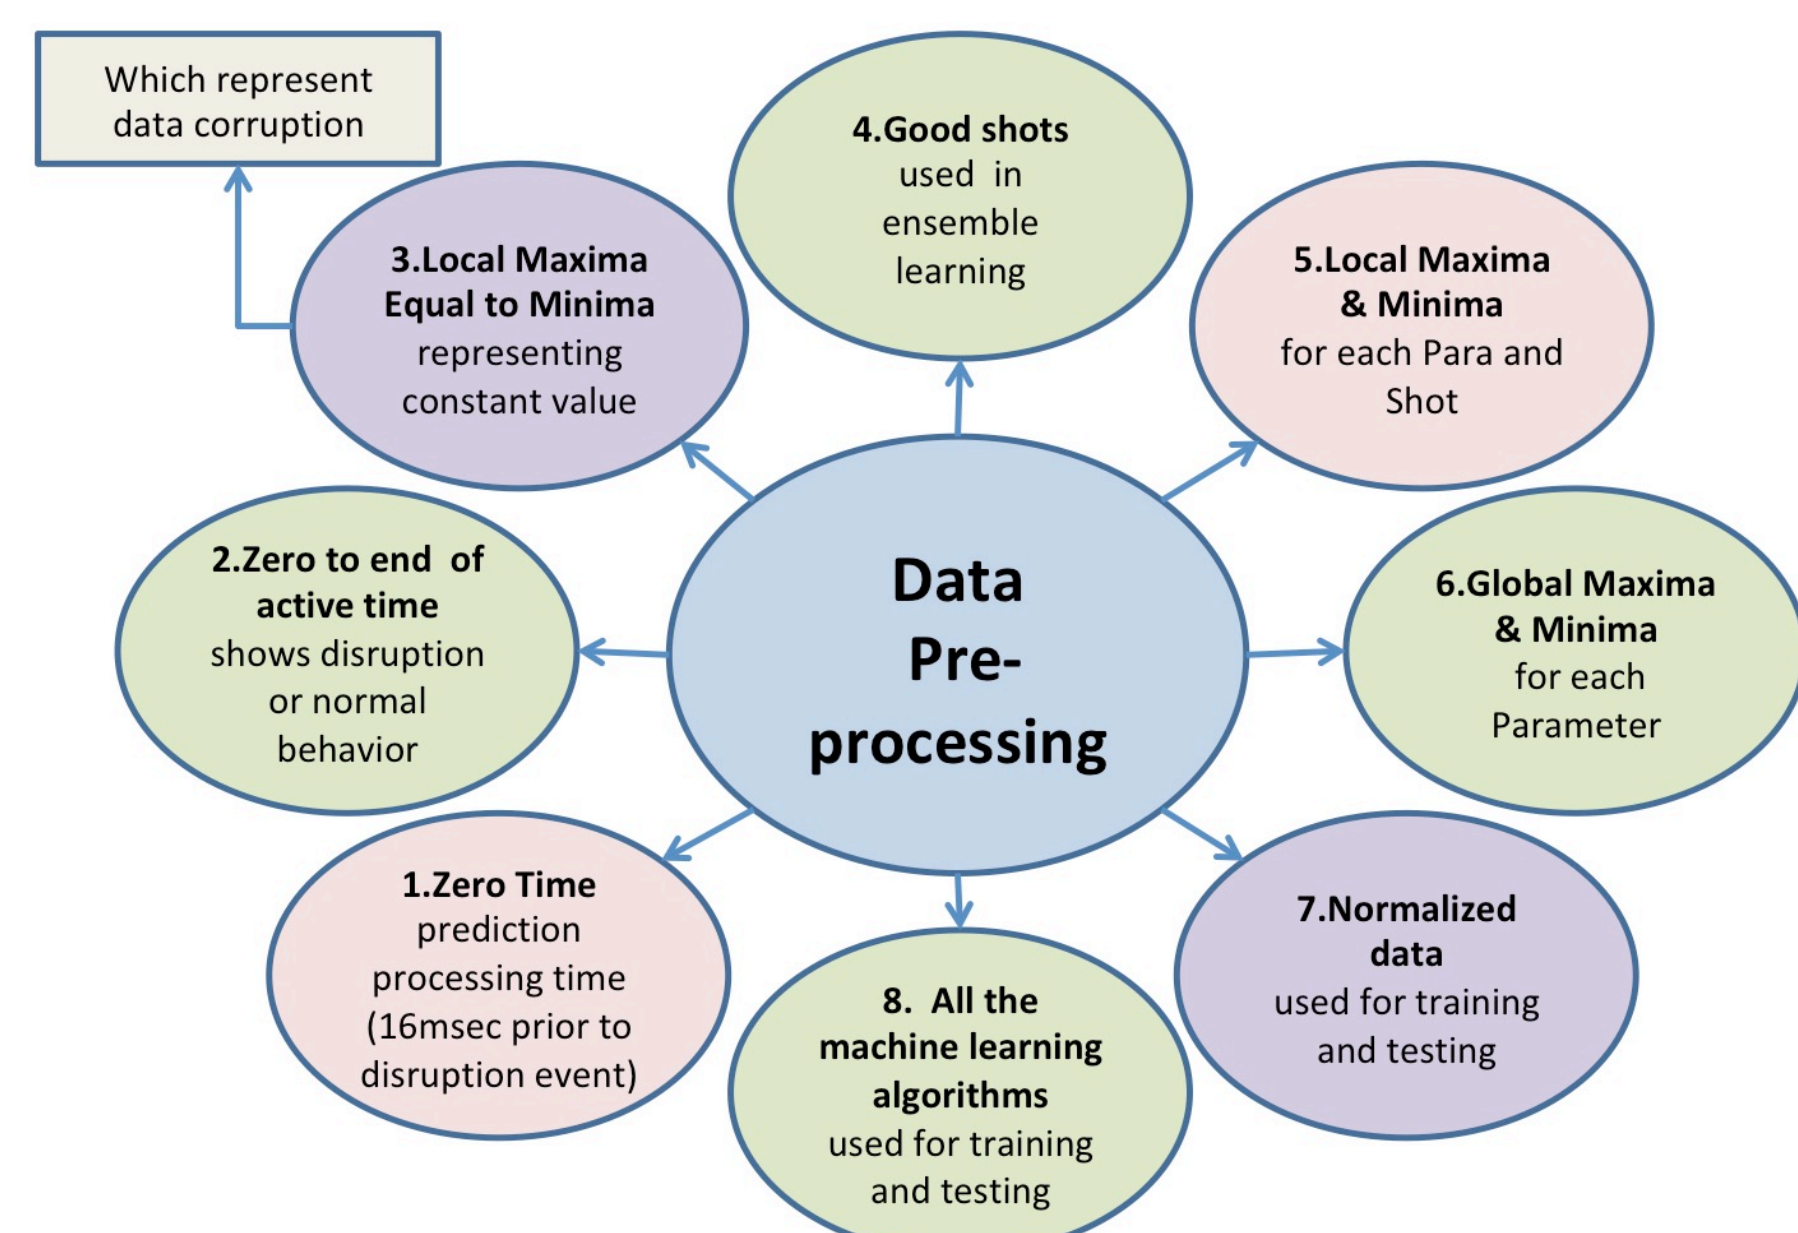 Which represent
data corruption
4.Good shots
used in
ensemble
learning
3.Local Maxima
Equal to Minima
representing
constant value
5.Local Maxima
& Minima
for each Para and
Shot
2.Zero to end of
active time
shows disruption
or normal
behavior
Data
Pre-
processing
6.Global Maxima
& Minima
for each
Parameter
1.Zero Time
prediction
processing time
(16msec prior to
disruption event)
8. All the
machine learning
algorithms
used for training
and testing
7.Normalized
data
used for training
and testing